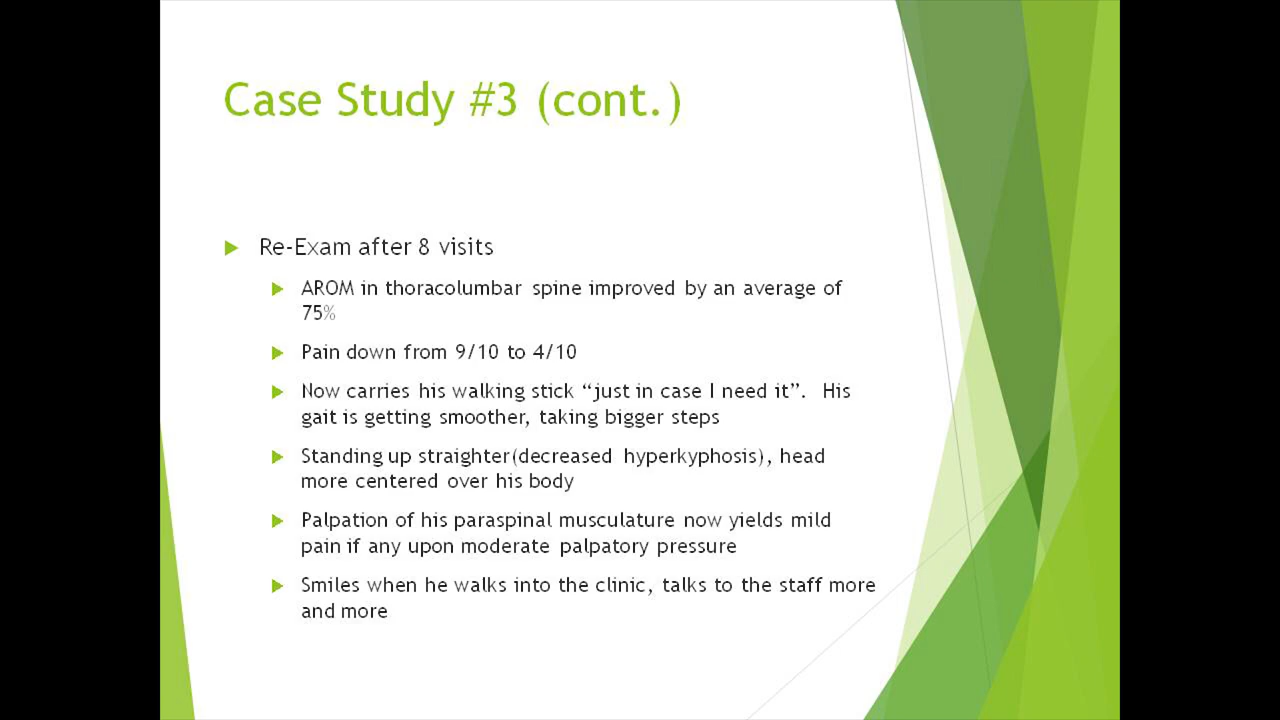 Case Study #3 (cont.)
Re-Exam after 8 visits
AROM in thoracolumbar spine improved by an average of
75%
Pain down from 9/10 to 4/10
Now carries his walking stick “just in case I need it”. His
gait is getting smoother, taking bigger steps
Standing up straighter(decreased hyperkyphosis), head
more centered over his body
Palpation of his paraspinal musculature now yields mild
pain if any upon moderate palpatory pressure
Smiles when he walks into the clinic, talks to the staff more
and more